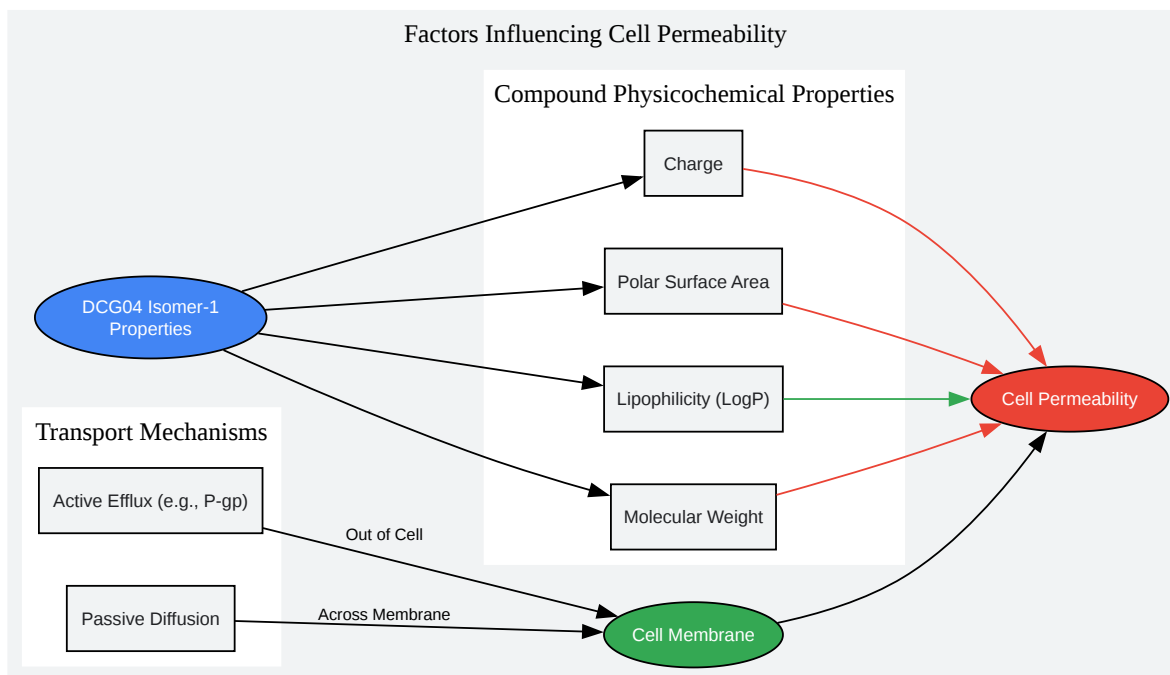 Factors Influencing Cell Permeability
Compound Physicochemical Properties
Charge
Polar Surface Area
DCG04 Isomer-1
Properties
Lipophilicity (LogP)
Cell Permeability
Transport Mechanisms
Active Efflux (e.g., P-gp)
Molecular Weight
Out of Cell
Passive Diffusion
Across Membrane
Cell Membrane